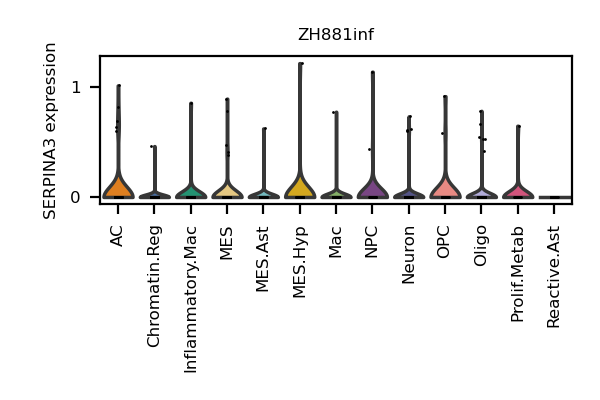 ZH881inf
SERPINA3 expression
1
0
AC
Chromatin.Reg
Inflammatory.Mac
MES
MES.Ast
MES.Hyp
Mac
NPC
Neuron
OPC
Oligo
Prolif.Metab
Reactive.Ast